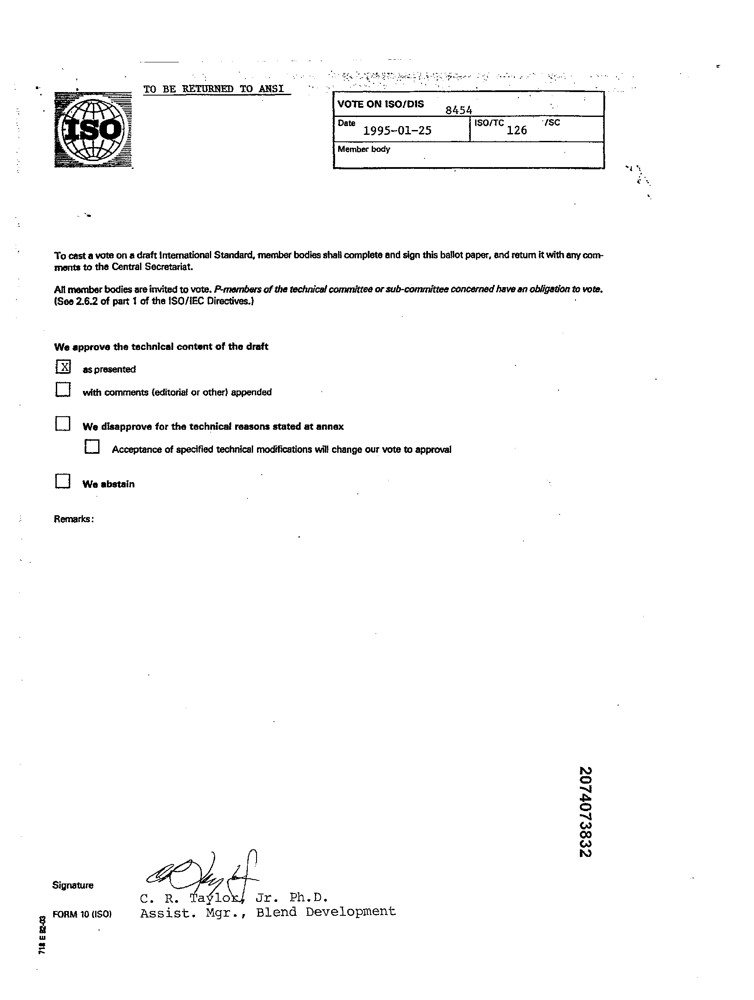 TO BE RETURNED TO ANSI
ISO
VOTE ON ISO/DIS 8454
Date 1995-01-25
ISO/TC 126 /SC
Member body
To cast a vote on a draft International Standard, member bodies shall complete and sign this ballot paper, and return it with any com-
ments to the Central Secretariat.
All member bodies are invited to vote. P-members of the technical committee or sub-committee concerned have an obligation to vote.
(See 2.6.2 of part 1 of the ISO/IEC Directives.)
We approve the technical content of the draft
X as presented
with comments (editorial or other) appended
We disapprove for the technical reasons stated at annex
Acceptance of specified technical modifications will change our vote to approval
We abstain
Remarks:
2074073832
Signature
C. R. Taylor, Jr. Ph.D.
FORM 10 (ISO)
Assist. Mgr., Blend Development
718 E 82-03